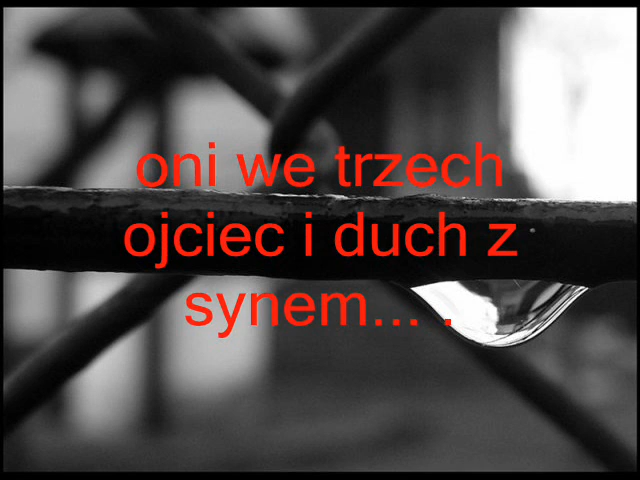 oni we trzech
ojciec i duch z
synem... .